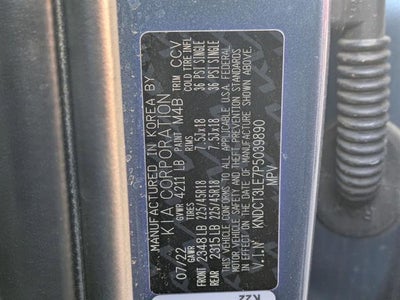 MANUFACTURED IN KOREA BY
KIA CORPORATION
07/22 GVWR 4211 LB PAINT M4B TRIM CCV
GAWR TIRES RIMS COLD TIRE INFL
FRONT 2348 LB 225/45R18 7.5JX18 36 PSI SINGLE
REAR 2315 LB 225/45R18 7.5JX18 36 PSI SINGLE
THIS VEHICLE CONFORMS TO ALL APPLICABLE U.S.A. FEDERAL
MOTOR VEHICLE SAFETY AND THEFT PREVENTION STANDARDS
IN EFFECT ON THE DATE OF MANUFACTURE SHOWN ABOVE.
V.I.N KNDCT3LE7P5039890
MPV
K22